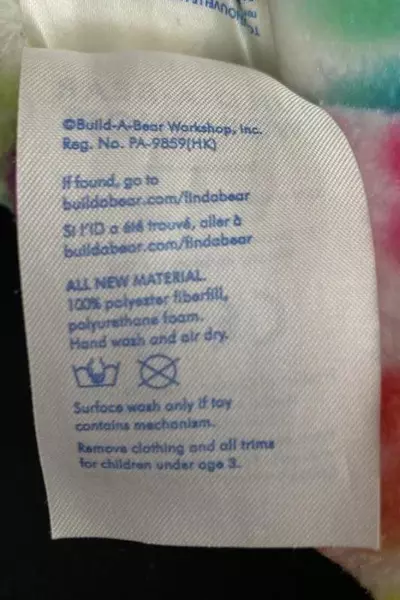 ©Build-A-Bear Workshop, Inc.
Reg. No. PA-9859(HK)
If found, go to
buildabear.com/findabear
Si l'ID a été trouvé, aller à
buildabear.com/findabear
ALL NEW MATERIAL.
100% polyester fiberfill,
polyurethane foam.
Hand wash and air dry.
Surface wash only if toy
contains mechanism.
Remove clothing and all trims
for children under age 3.